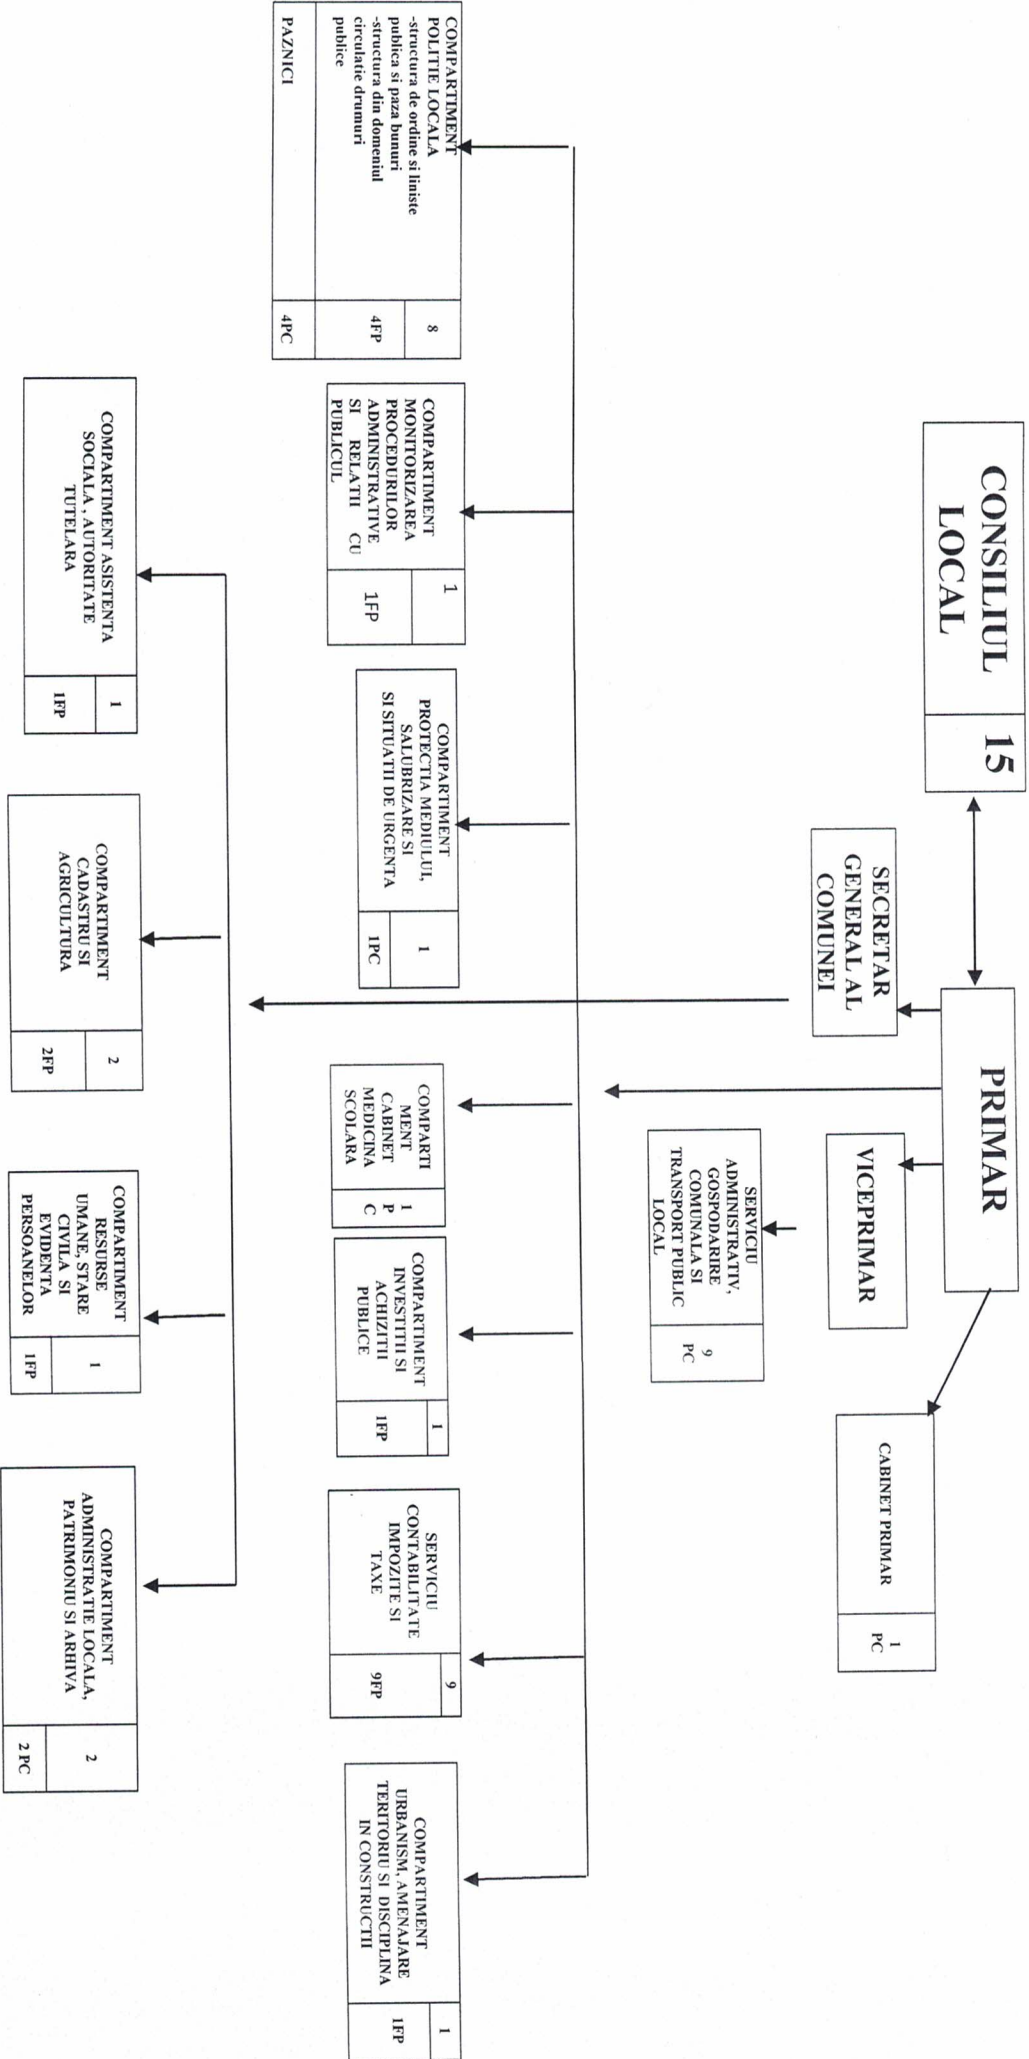 CONSILIUL
LOCAL
15
PRIMAR
SECRETAR
GENERAL AL
COMUNEI
VICEPRIMAR
CABINET PRIMAR
1
PC
SERVICIU
ADMINISTRATIV,
GOSPODARIRE
COMUNALA SI
TRANSPORT PUBLIC
LOCAL
9
PC
COMPARTIMENT
POLITIE LOCALA
-structura de ordine si liniste
publica si paza bunuri
-structura din domeniul
circulatie drumuri
publice
8
4FP
PAZNICI
4PC
COMPARTIMENT
MONITORIZAREA
PROCEDURILOR
ADMINISTRATIVE
SI RELATII CU
PUBLICUL
1
1FP
COMPARTIMENT
PROTECTIA MEDIULUI,
SALUBRIZARE SI
SI SITUATII DE URGENTA
1
1PC
COMPARTI
MENT
CABINET
MEDICINA
SCOLARA
1
P
C
COMPARTIMENT
INVESTITII SI
ACHIZITII
PUBLICE
1
1FP
SERVICIU
CONTABILITATE
IMPOZITE SI
TAXE
9
9FP
COMPARTIMENT
URBANISM, AMENAJARE
TERITORIU SI DISCIPLINA
IN CONSTRUCTII
1
1FP
COMPARTIMENT ASISTENTA
SOCIALA , AUTORITATE
TUTELARA
1
1FP
COMPARTIMENT
CADASTRU SI
AGRICULTURA
2
2FP
COMPARTIMENT
RESURSE
UMANE, STARE
CIVILA SI
EVIDENTA
PERSOANELOR
1
1FP
COMPARTIMENT
ADMINISTRATIE LOCALA,
PATRIMONIU SI ARHIVA
2
2 PC